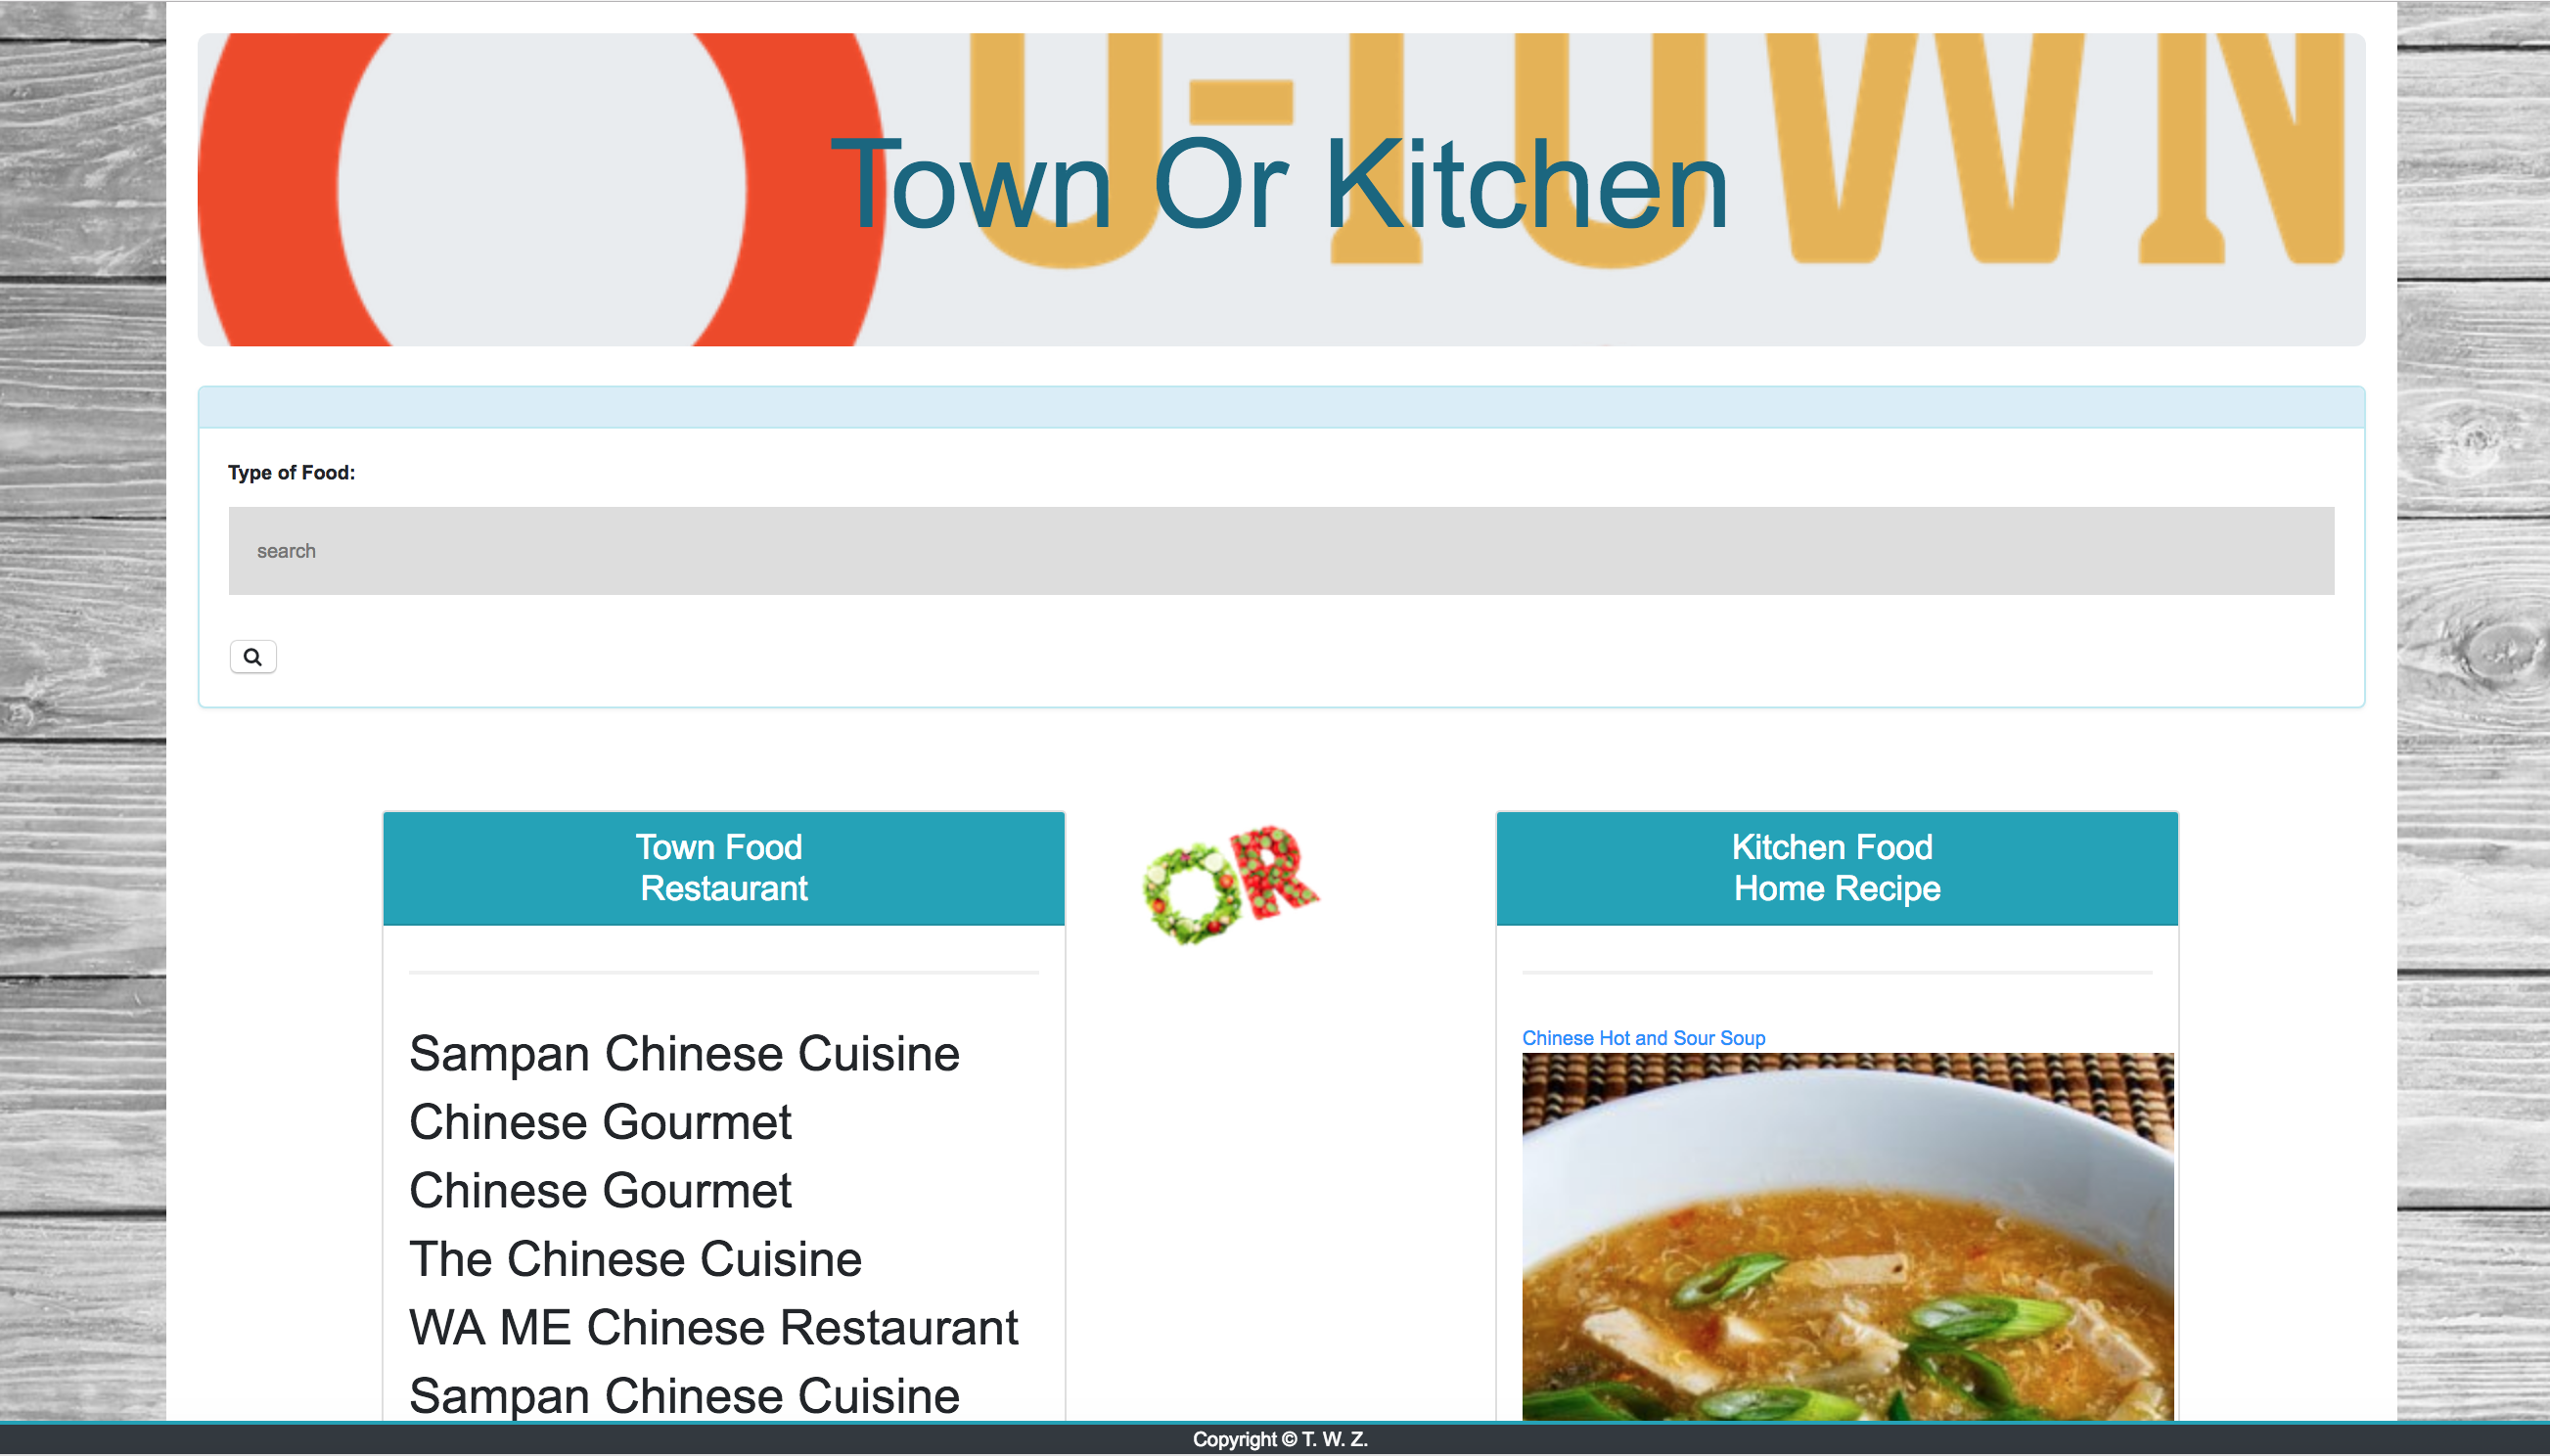 O-TOWN
Town Or Kitchen
Type of Food:
search
Town Food
Restaurant
OR
Kitchen Food
Home Recipe
Sampan Chinese Cuisine
Chinese Gourmet
Chinese Gourmet
The Chinese Cuisine
WA ME Chinese Restaurant
Sampan Chinese Cuisine
Chinese Hot and Sour Soup
Copyright © T. W. Z.